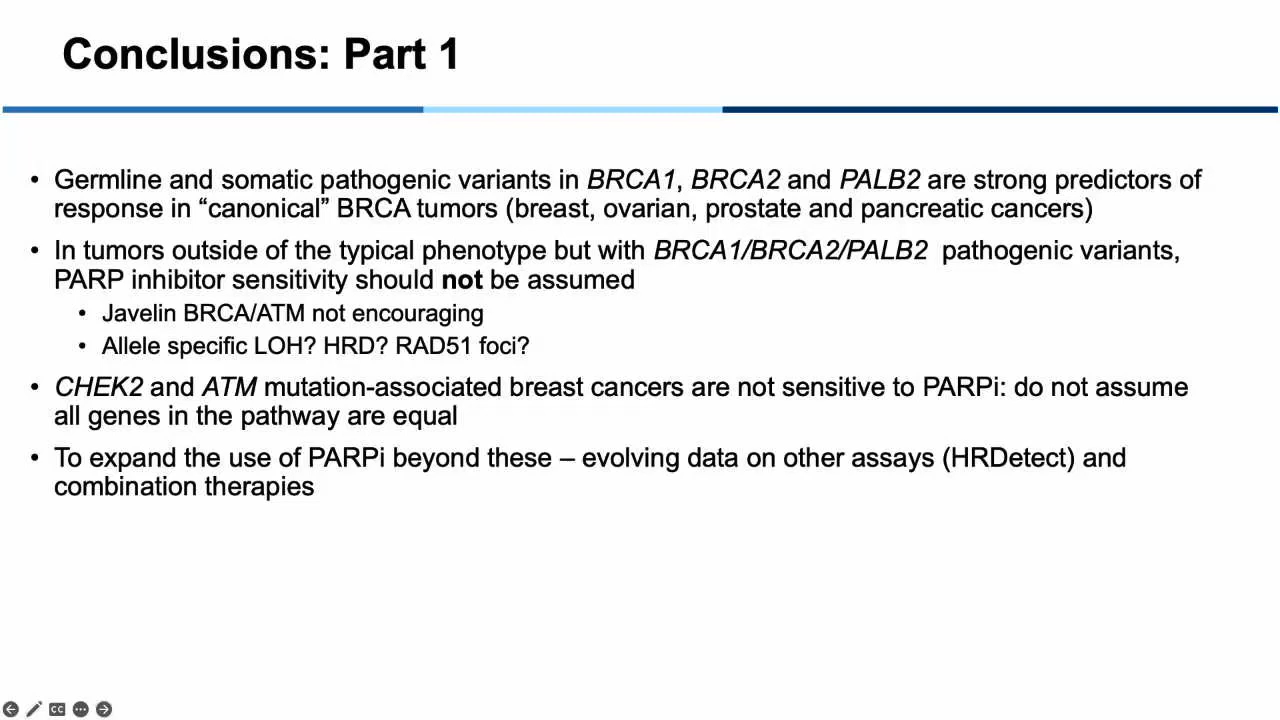 Conclusions: Part 1
• Germline and somatic pathogenic variants in BRCA1, BRCA2 and PALB2 are strong predictors of
response in “canonical” BRCA tumors (breast, ovarian, prostate and pancreatic cancers)
• In tumors outside of the typical phenotype but with BRCA1/BRCA2/PALB2 pathogenic variants,
PARP inhibitor sensitivity should not be assumed
• Javelin BRCA/ATM not encouraging
• Allele specific LOH? HRD? RAD51 foci?
• CHEK2 and ATM mutation-associated breast cancers are not sensitive to PARPi: do not assume
all genes in the pathway are equal
• To expand the use of PARPi beyond these – evolving data on other assays (HRDetect) and
combination therapies
CC